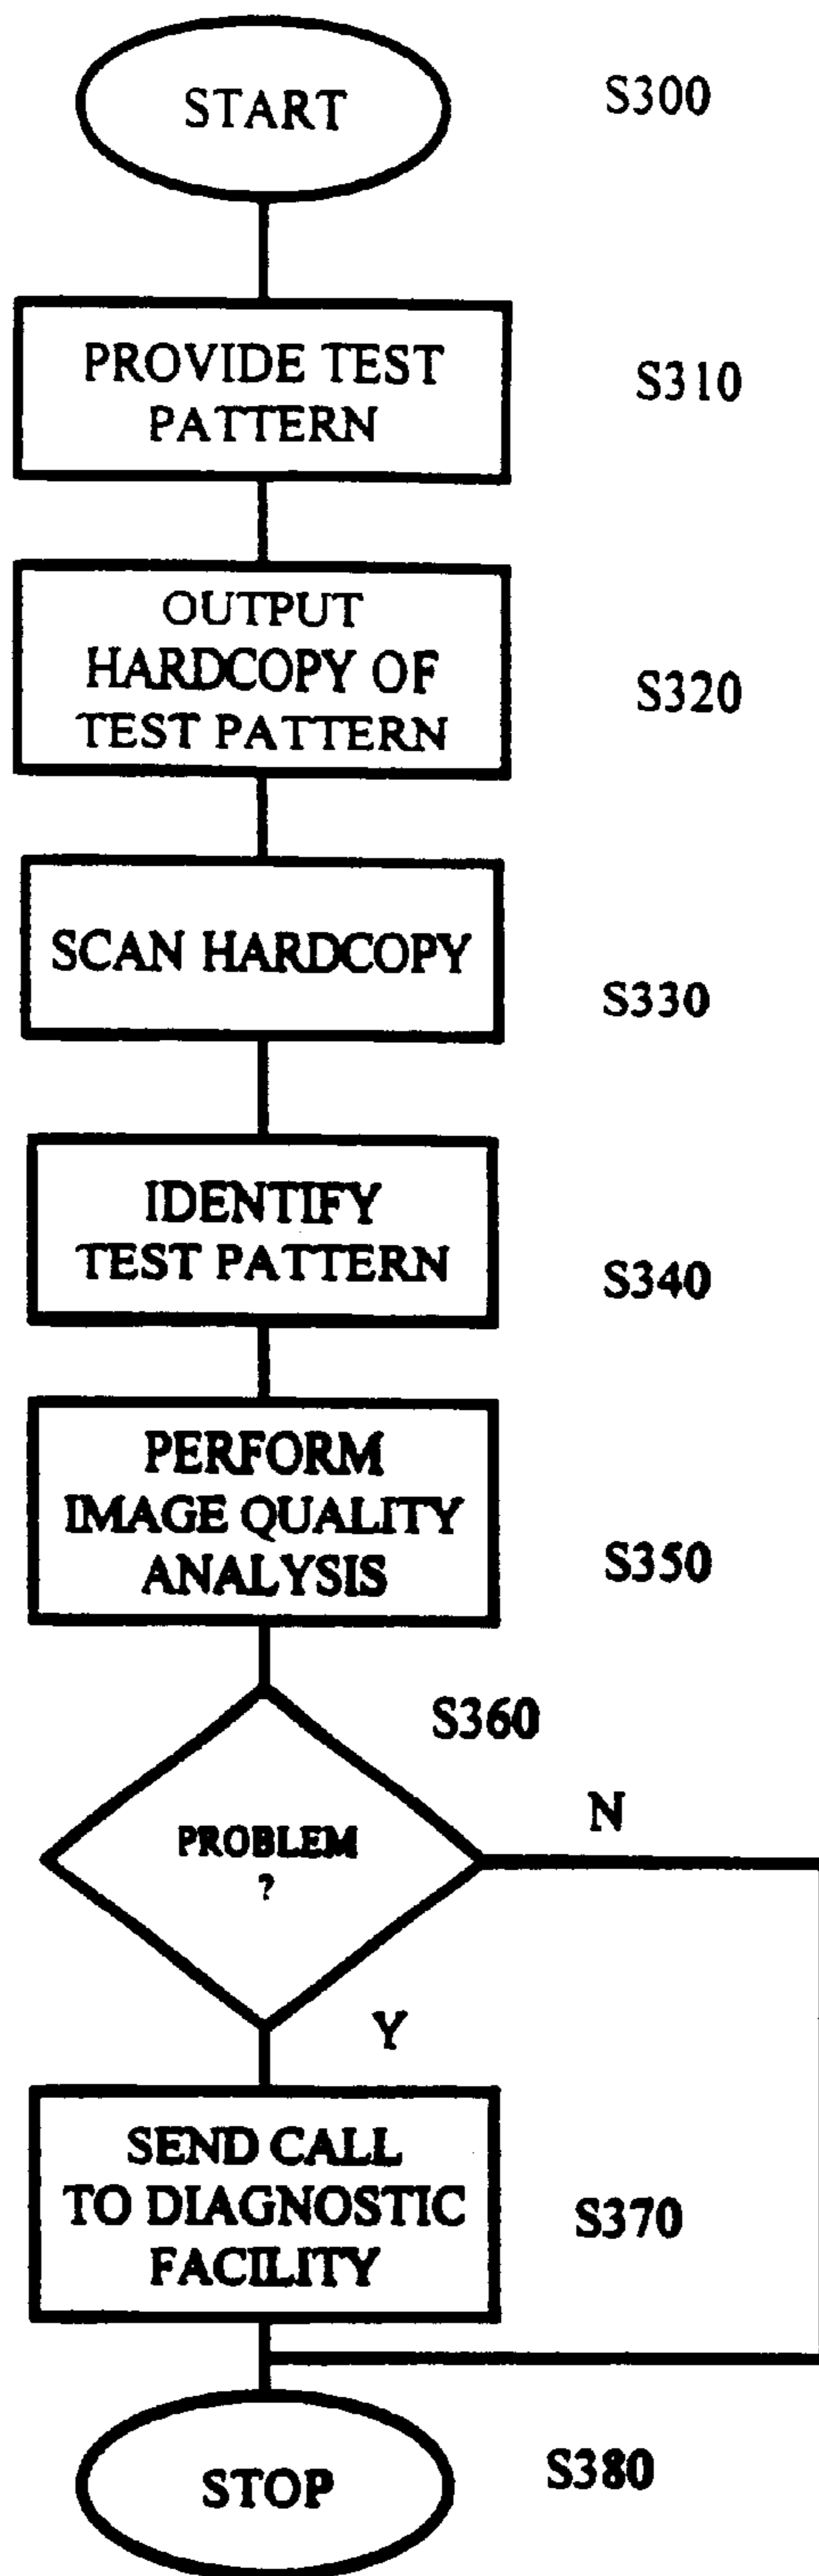 START
S300
PROVIDE TEST
PATTERN
S310
OUTPUT
HARDCOPY OF
TEST PATTERN
S320
SCAN HARDCOPY
S330
IDENTIFY
TEST PATTERN
S340
PERFORM
IMAGE QUALITY
ANALYSIS
S350
S360
PROBLEM
?
N
Y
SEND CALL
TO DIAGNOSTIC
FACILITY
S370
STOP
S380